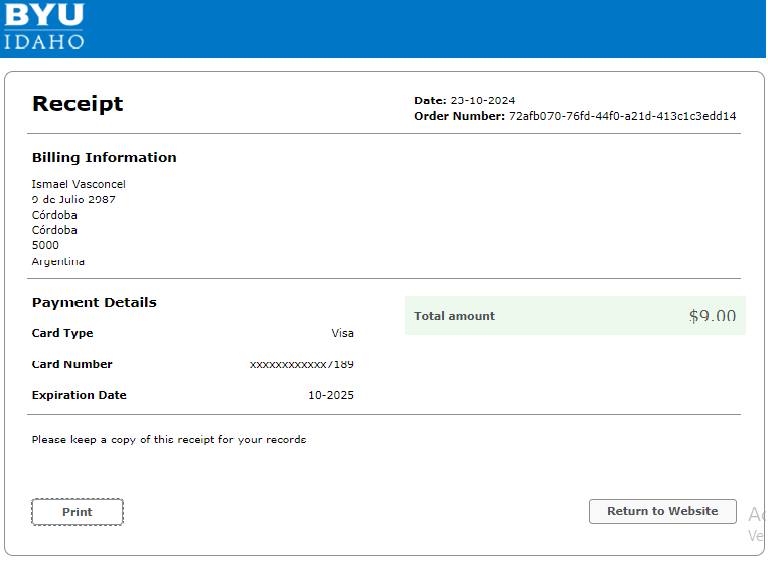 BYU
IDAHO
Receipt
Date: 23-10-2024
Order Number: 72afb070-76fd-44f0-a21d-413c1c3edd14
Billing Information
Ismael Vasconcel
9 de Julio 2987
Córdoba
Córdoba
5000
Argentina
Payment Details
Total amount $9.00
Card Type Visa
Card Number xxxxxxxxxxxx7189
Expiration Date 10-2025
Please keep a copy of this receipt for your records
Print
Return to Website